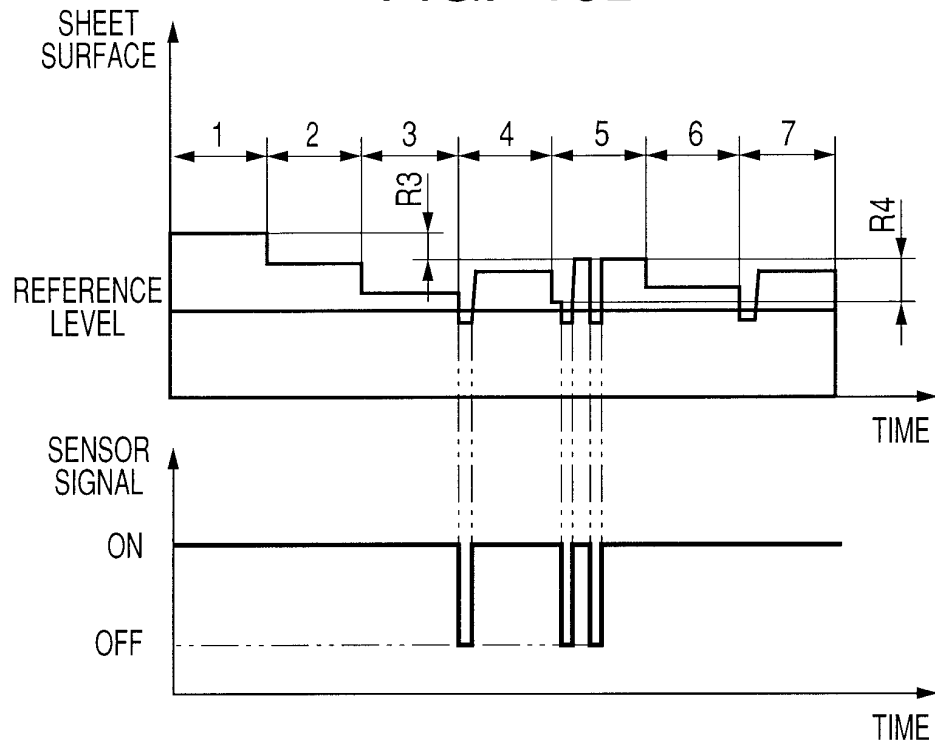 SHEET
SURFACE
1 2 3 4 5 6 7
R3
R4
REFERENCE
LEVEL
TIME
SENSOR
SIGNAL
ON
OFF
TIME